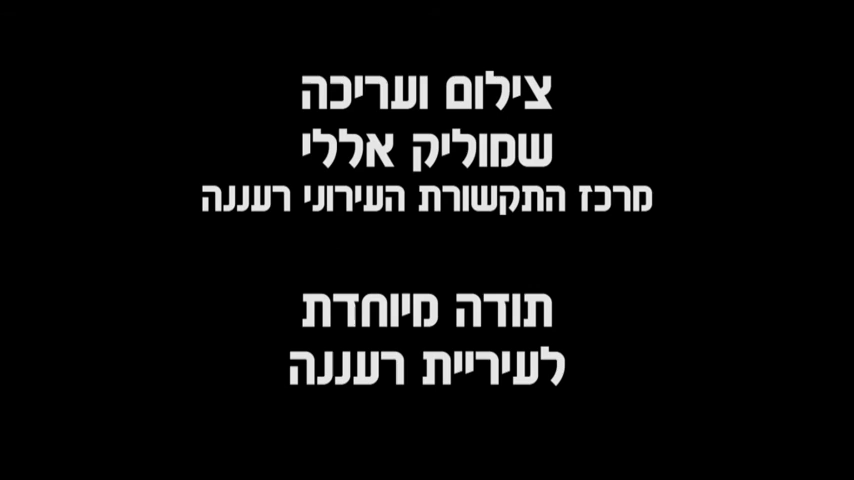 צילום ועריכה
שמוליק אללי
מרכז התקשורת העירוני רעננה
תודה מיוחדת
לעיריית רעננה